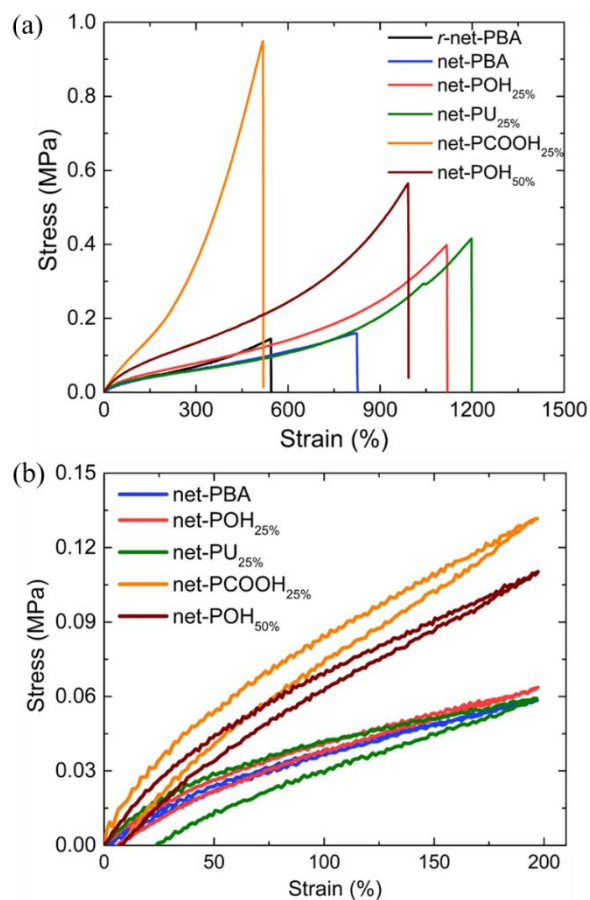 (a)
1.0
0.8
0.6
0.4
0.2
0.0
Stress (MPa)
r-net-PBA
net-PBA
net-POH25%
net-PU25%
net-PCOOH25%
net-POH50%
0 300 600 900 1200 1500
Strain (%)
(b)
0.15
0.12
0.09
0.06
0.03
0.00
Stress (MPa)
net-PBA
net-POH25%
net-PU25%
net-PCOOH25%
net-POH50%
0 50 100 150 200
Strain (%)